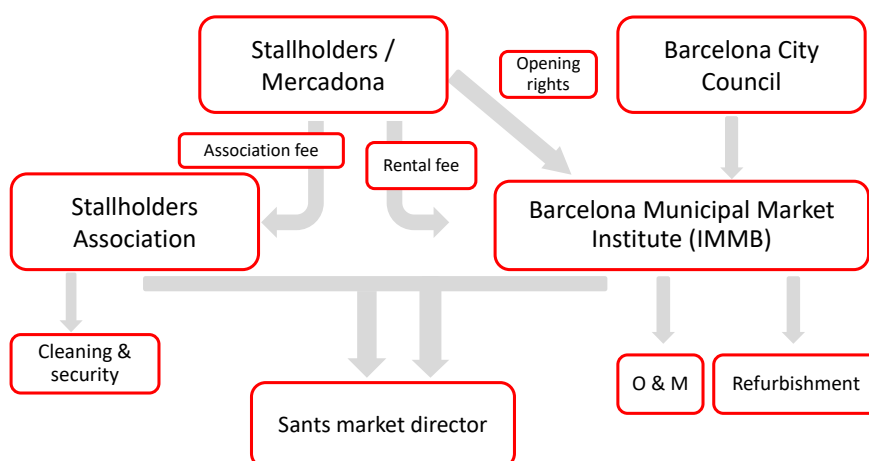 Stallholders /
Mercadona
Opening
rights
Barcelona City
Council
Association fee
Rental fee
Stallholders
Association
Barcelona Municipal Market
Institute (IMMB)
Cleaning &
security
O & M
Refurbishment
Sants market director